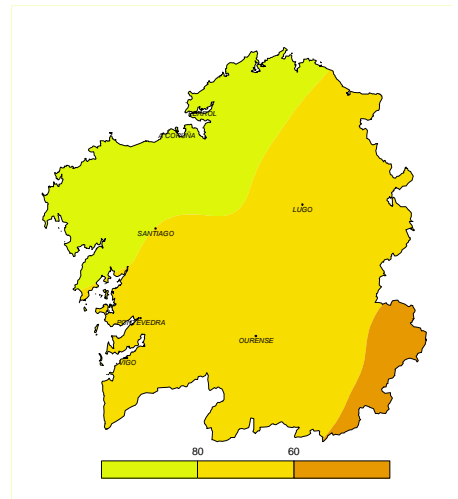 FERROL
A CORUÑA
LUGO
SANTIAGO
PONTEVEDRA
OURENSE
VIGO
80 60